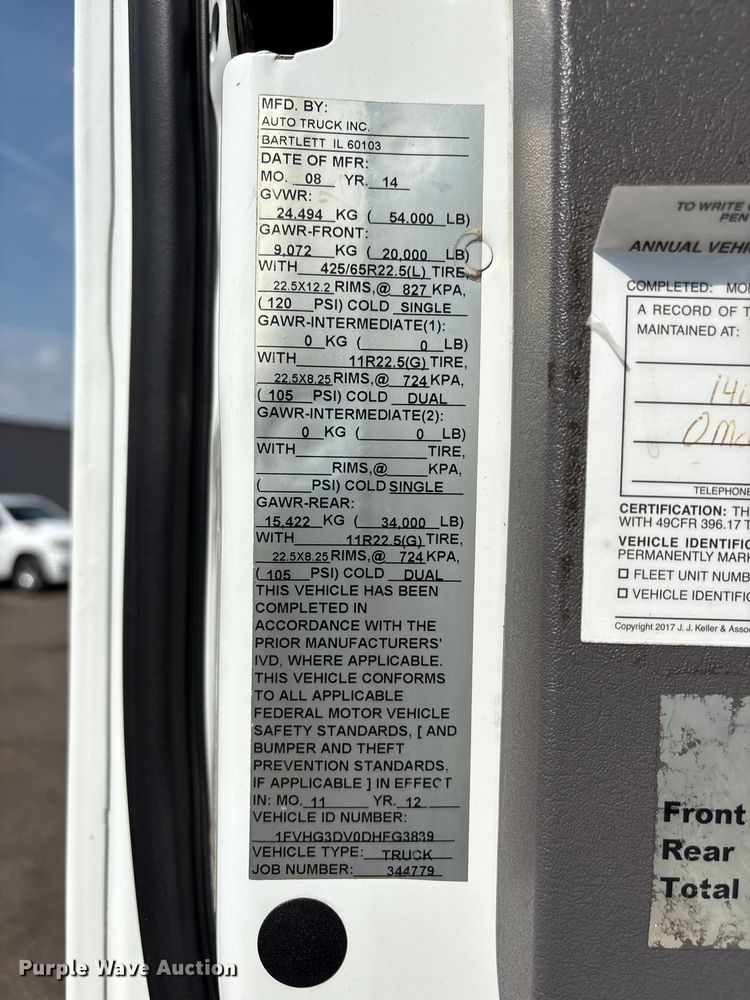 MFD. BY:
AUTO TRUCK INC.
BARTLETT IL 60103
DATE OF MFR:
MO. 08 YR. 14
GVWR:
24,494 KG ( 54,000 LB)
GAWR-FRONT:
9,072 KG ( 20,000 LB)
WITH 425/65R22.5(L) TIRE,
22.5X12.2 RIMS,@ 827 KPA,
( 120 PSI) COLD SINGLE
GAWR-INTERMEDIATE(1):
0 KG ( 0 LB)
WITH 11R22.5(G) TIRE,
22.5X8.25 RIMS,@ 724 KPA,
( 105 PSI) COLD DUAL
GAWR-INTERMEDIATE(2):
0 KG ( 0 LB)
WITH TIRE,
RIMS,@ KPA,
( PSI) COLD SINGLE
GAWR-REAR:
15,422 KG ( 34,000 LB)
WITH 11R22.5(G) TIRE,
22.5X8.25 RIMS,@ 724 KPA,
( 105 PSI) COLD DUAL
THIS VEHICLE HAS BEEN
COMPLETED IN
ACCORDANCE WITH THE
PRIOR MANUFACTURERS'
IVD, WHERE APPLICABLE.
THIS VEHICLE CONFORMS
TO ALL APPLICABLE
FEDERAL MOTOR VEHICLE
SAFETY STANDARDS, [ AND
BUMPER AND THEFT
PREVENTION STANDARDS,
IF APPLICABLE ] IN EFFECT
IN: MO. 11 YR. 12
VEHICLE ID NUMBER:
1FVHG3DV0DHFG3839
VEHICLE TYPE: TRUCK
JOB NUMBER: 344779
TO WRITE
PEN
ANNUAL VEHI
COMPLETED: MO
A RECORD OF T
MAINTAINED AT:
140
OMa
TELEPHONE
CERTIFICATION: TH
WITH 49CFR 396.17 T
VEHICLE IDENTIFIC
PERMANENTLY MARK
☐ FLEET UNIT NUMB
☐ VEHICLE IDENTIFIC
Copyright 2017 J. J. Keller & Asso
Front
Rear
Total
Purple Wave Auction